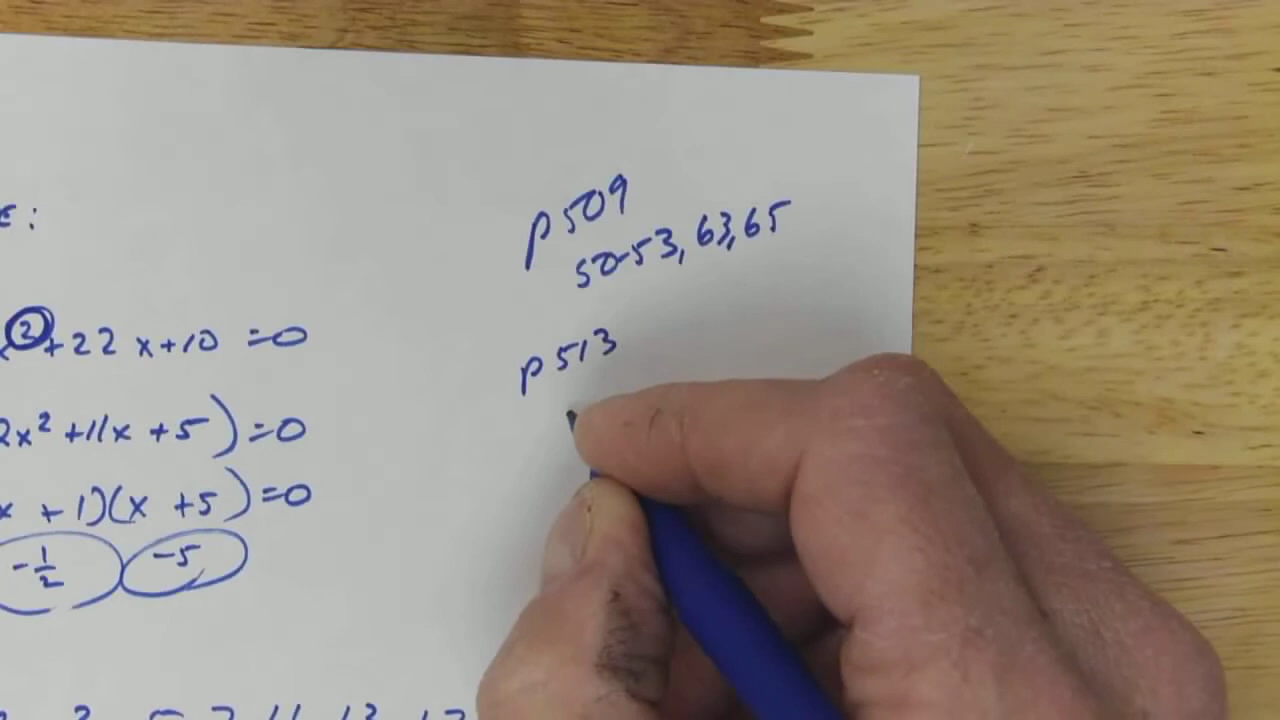 E:
p 509
50-53, 63, 65
²+22x+10=0
p 513
2x²+11x+5)=0
x+1)(x+5)=0
-1/2 -5